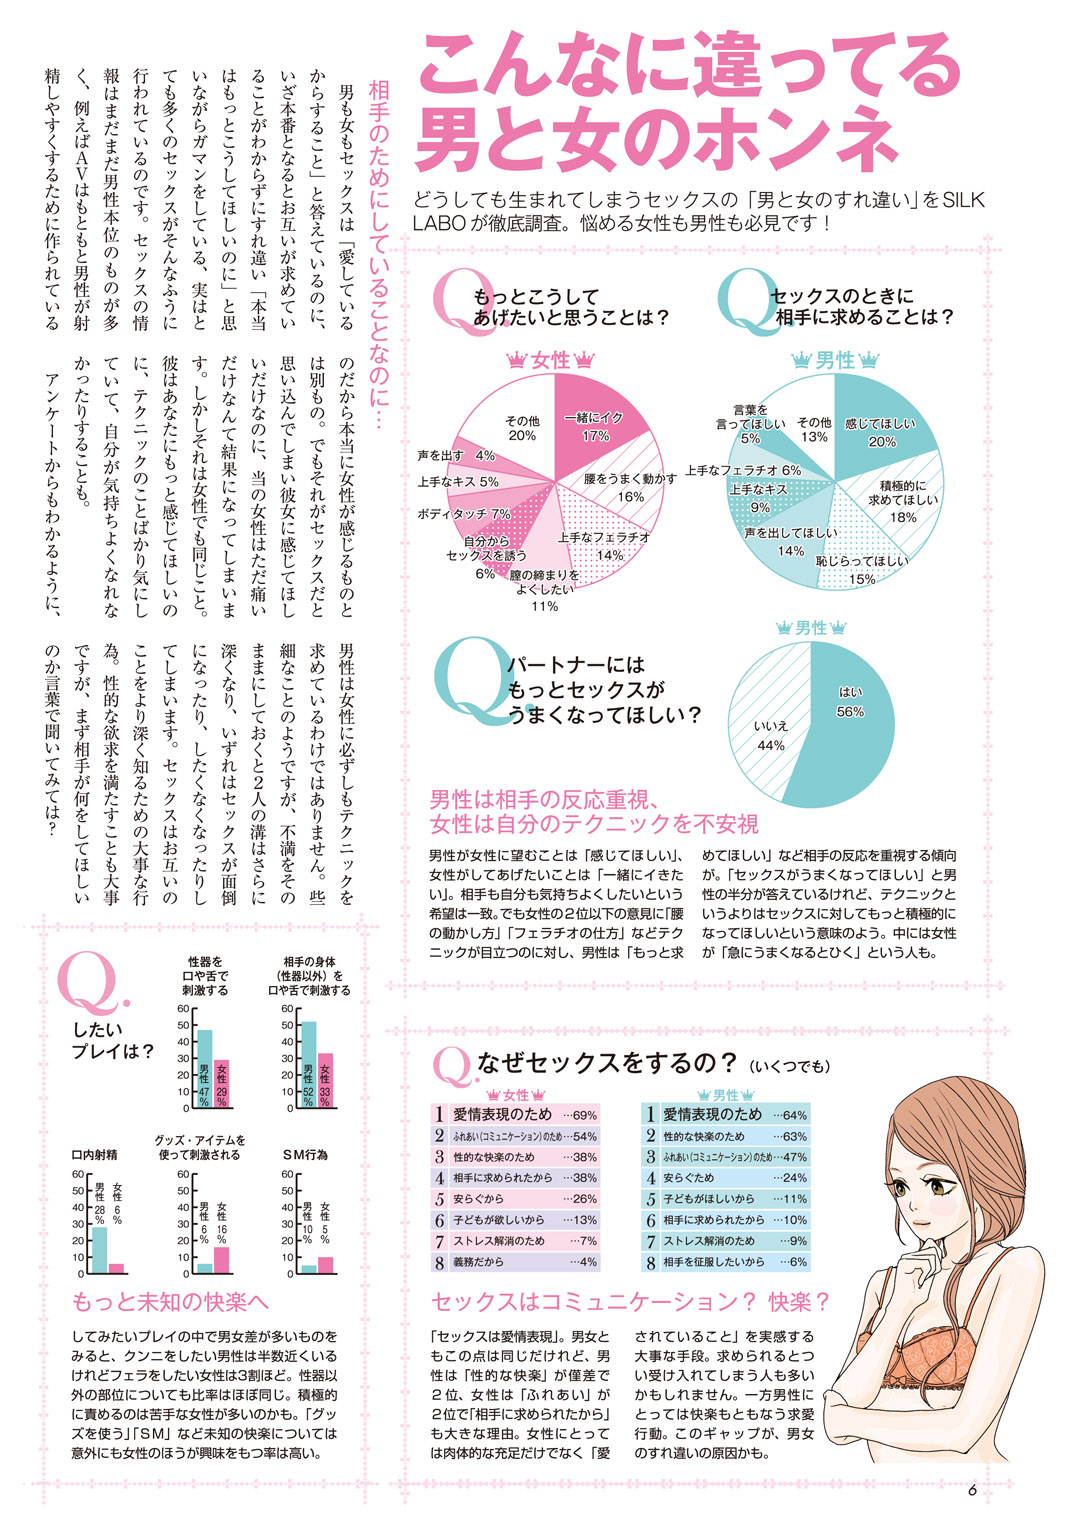 こんなに違ってる
男と女のホンネ
どうしても生まれてしまうセックスの「男と女のすれ違い」をSILK
LABOが徹底調査。悩める女性も男性も必見です！
相手のためにしていることなのに…
男も女もセックスは「愛している
からすること」と答えているのに、
いざ本番となるとお互いが求めてい
ることがわからずにすれ違い「本当
はもっとこうしてほしいのに」と思
いながらガマンをしている、実はと
ても多くのセックスがそんなふうに
行われているのです。セックスの情
報はまだまだ男性本位のものが多
く、例えばAVはもともと男性が射
精しやすくするために作られている
のだから本当に女性が感じるものと
は別もの。でもそれがセックスだと
思い込んでしまい彼女に感じてほし
いだけなのに、当の女性はただ痛い
だけなんて結果になってしまいま
す。しかしそれは女性でも同じこと。
彼はあなたにもっと感じてほしいの
に、テクニックのことばかり気にし
ていて、自分が気持ちよくなれな
かったりすることも。
アンケートからもわかるように、
男性は女性に必ずしもテクニックを
求めているわけではありません。些
細なことのようですが、不満をその
ままにしておくと2人の溝はさらに
深くなり、いずれはセックスが面倒
になったり、したくなくなったりし
てしまいます。セックスはお互いの
ことをより深く知るための大事な行
為。性的な欲求を満たすことも大事
ですが、まず相手が何をしてほしい
のか言葉で聞いてみては？
Q.
もっとこうして
あげたいと思うことは？
女性
一緒にイク
17%
腰をうまく動かす
16%
上手なフェラチオ
14%
膣の締まりを
よくしたい
11%
自分から
セックスを誘う
6%
ボディタッチ 7%
上手なキス 5%
声を出す 4%
その他
20%
Q.
セックスのときに
相手に求めることは？
男性
感じてほしい
20%
積極的に
求めてほしい
18%
恥じらってほしい
15%
声を出してほしい
14%
上手なキス
9%
上手なフェラチオ 6%
言葉を
言ってほしい
5%
その他
13%
Q.
パートナーには
もっとセックスが
うまくなってほしい？
男性
はい
56%
いいえ
44%
男性は相手の反応重視、
女性は自分のテクニックを不安視
男性が女性に望むことは「感じてほしい」、
女性がしてあげたいことは「一緒にイきた
い」。相手も自分も気持ちよくしたいという
希望は一致。でも女性の2位以下の意見に「腰
の動かし方」「フェラチオの仕方」などテク
ニックが目立つのに対し、男性は「もっと求
めてほしい」など相手の反応を重視する傾向
が。「セックスがうまくなってほしい」と男
性の半分が答えているけれど、テクニックと
いうよりはセックスに対してもっと積極的に
なってほしいという意味のよう。中には女性
が「急にうまくなるとひく」という人も。
Q.
したい
プレイは？
性器を
口や舌で
刺激する
60
50
40
30
20
10
0
男性47%
女性29%
相手の身体
（性器以外）を
口や舌で刺激する
60
50
40
30
20
10
0
男性52%
女性33%
口内射精
60
50
40
30
20
10
0
男性28%
女性6%
グッズ・アイテムを
使って刺激される
60
50
40
30
20
10
0
男性6%
女性16%
SM行為
60
50
40
30
20
10
0
男性10%
女性5%
もっと未知の快楽へ
してみたいプレイの中で男女差が多いものを
みると、クンニをしたい男性は半数近くいる
けれどフェラをしたい女性は3割ほど。性器以
外の部位についても比率はほぼ同じ。積極的
に責めるのは苦手な女性が多いのかも。「グッ
ズを使う」「SM」など未知の快楽については
意外にも女性のほうが興味をもつ率は高い。
Q.
なぜセックスをするの？（いくつでも）
女性
1 愛情表現のため …69%
2 ふれあい（コミュニケーション）のため…54%
3 性的な快楽のため …38%
4 相手に求められたから …38%
5 安らぐから …26%
6 子どもが欲しいから …13%
7 ストレス解消のため …7%
8 義務だから …4%
男性
1 愛情表現のため …64%
2 性的な快楽のため …63%
3 ふれあい（コミュニケーション）のため…47%
4 安らぐため …24%
5 子どもがほしいから …11%
6 相手に求められたから …10%
7 ストレス解消のため …9%
8 相手を征服したいから …6%
セックスはコミュニケーション？ 快楽？
「セックスは愛情表現」。男女と
もこの点は同じだけれど、男
性は「性的な快楽」が僅差で
2位、女性は「ふれあい」が
2位で「相手に求められたから」
も大きな理由。女性にとって
は肉体的な充足だけでなく「愛
されていること」を実感する
大事な手段。求められるとつ
い受け入れてしまう人も多い
かもしれません。一方男性に
とっては快楽もともなう求愛
行動。このギャップが、男女
のすれ違いの原因かも。
6